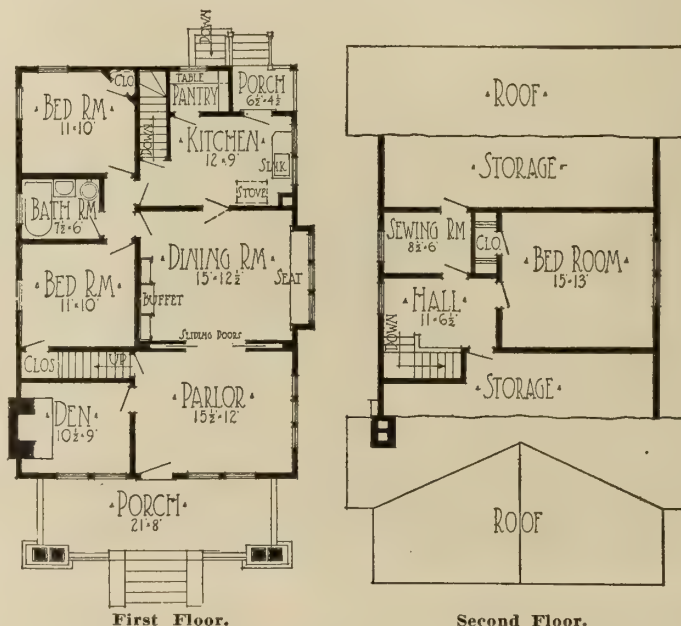 DOWN
CLO
BED RM
11'·10'
DOWN
TABLE
PANTRY
PORCH
6½'·4½'
KITCHEN
12'·9'
SINK
STOVE
BATH RM
7½'·6'
DINING RM
15'·12½'
SEAT
BUFFET
BED RM
11'·10'
SLIDING DOORS
CLOS
UP
DEN
10½'·9'
PARLOR
15½'·12'
PORCH
21'·8'
First Floor.
ROOF
STORAGE
SEWING RM
8½'·6'
CLO.
BED ROOM
15'·13'
HALL
11'·6½'
DOWN
STORAGE
ROOF
Second Floor.